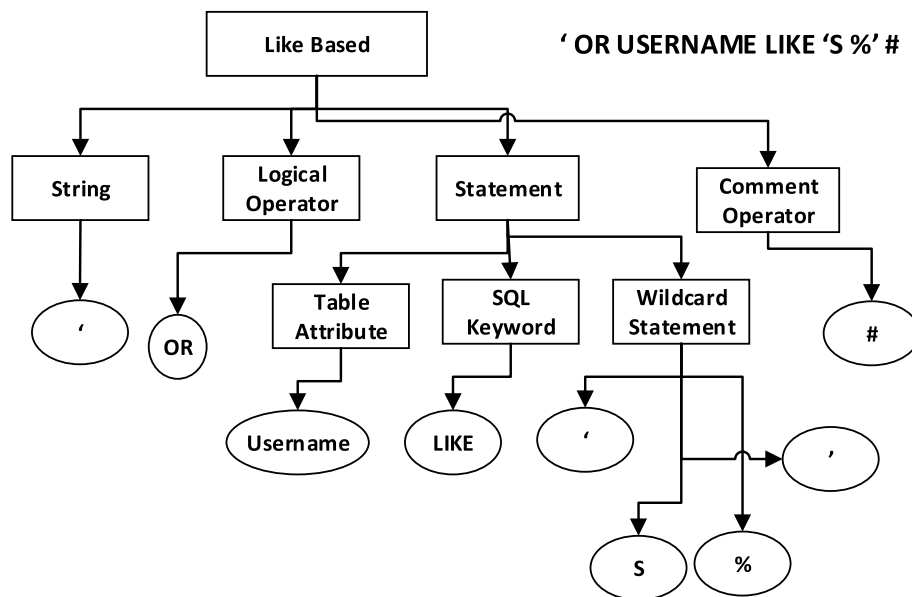 Like Based
‘ OR USERNAME LIKE ‘S %’ #
String
Logical
Operator
Statement
Comment
Operator
Table
Attribute
SQL
Keyword
Wildcard
Statement
‘
OR
#
Username
LIKE
‘
’
S
%